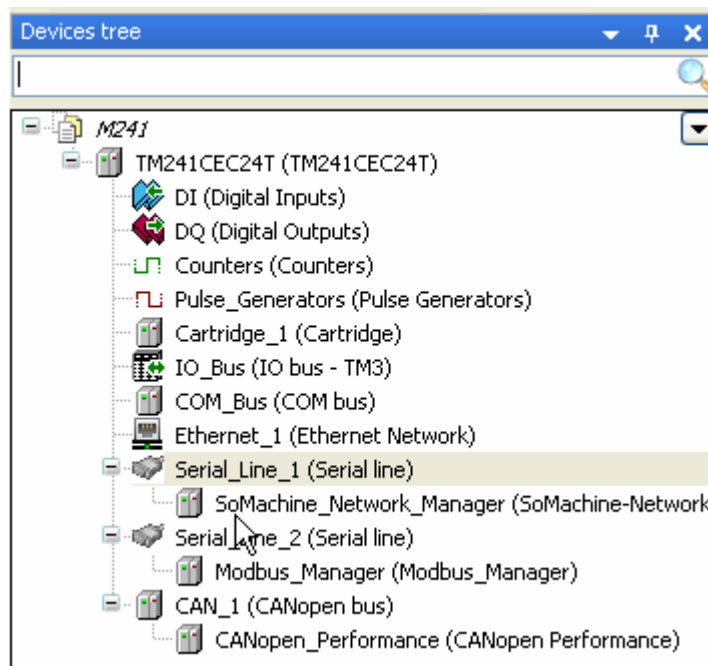 Devices tree
M241
TM241CEC24T (TM241CEC24T)
DI (Digital Inputs)
DQ (Digital Outputs)
Counters (Counters)
Pulse_Generators (Pulse Generators)
Cartridge_1 (Cartridge)
IO_Bus (IO bus - TM3)
COM_Bus (COM bus)
Ethernet_1 (Ethernet Network)
Serial_Line_1 (Serial line)
SoMachine_Network_Manager (SoMachine-Network
Serial_Line_2 (Serial line)
Modbus_Manager (Modbus_Manager)
CAN_1 (CANopen bus)
CANopen_Performance (CANopen Performance)